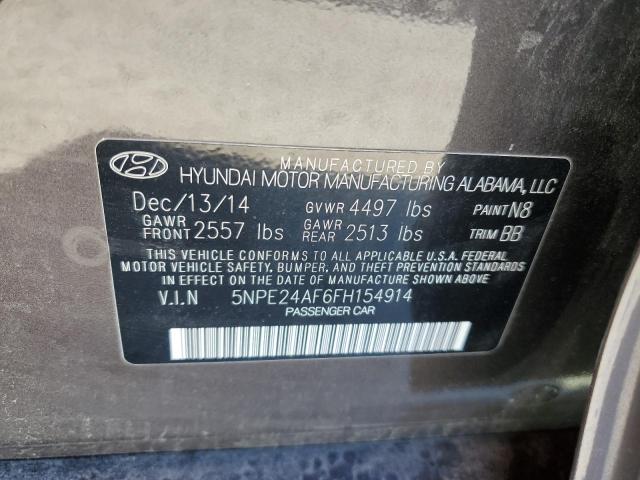 MANUFACTURED BY
HYUNDAI MOTOR MANUFACTURING ALABAMA, LLC
Dec/13/14 GVWR 4497 lbs PAINT N8
GAWR FRONT 2557 lbs GAWR REAR 2513 lbs TRIM BB
THIS VEHICLE CONFORMS TO ALL APPLICABLE U.S.A FEDERAL
MOTOR VEHICLE SAFETY, BUMPER, AND THEFT PREVENTION
STANDARDS IN EFFECT ON THE DATE OF MANUFACTURE SHOWN ABOVE.
V.I.N 5NPE24AF6FH154914
PASSENGER CAR